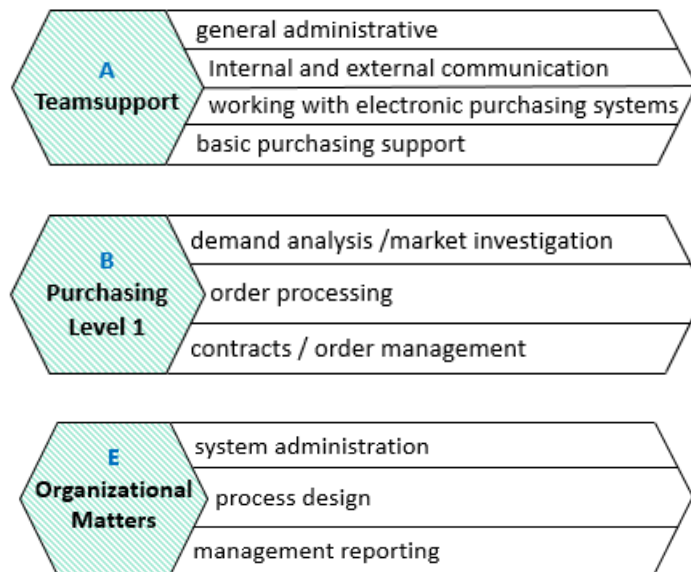 A
Teamsupport
general administrative
Internal and external communication
working with electronic purchasing systems
basic purchasing support
B
Purchasing
Level 1
demand analysis /market investigation
order processing
contracts / order management
E
Organizational
Matters
system administration
process design
management reporting